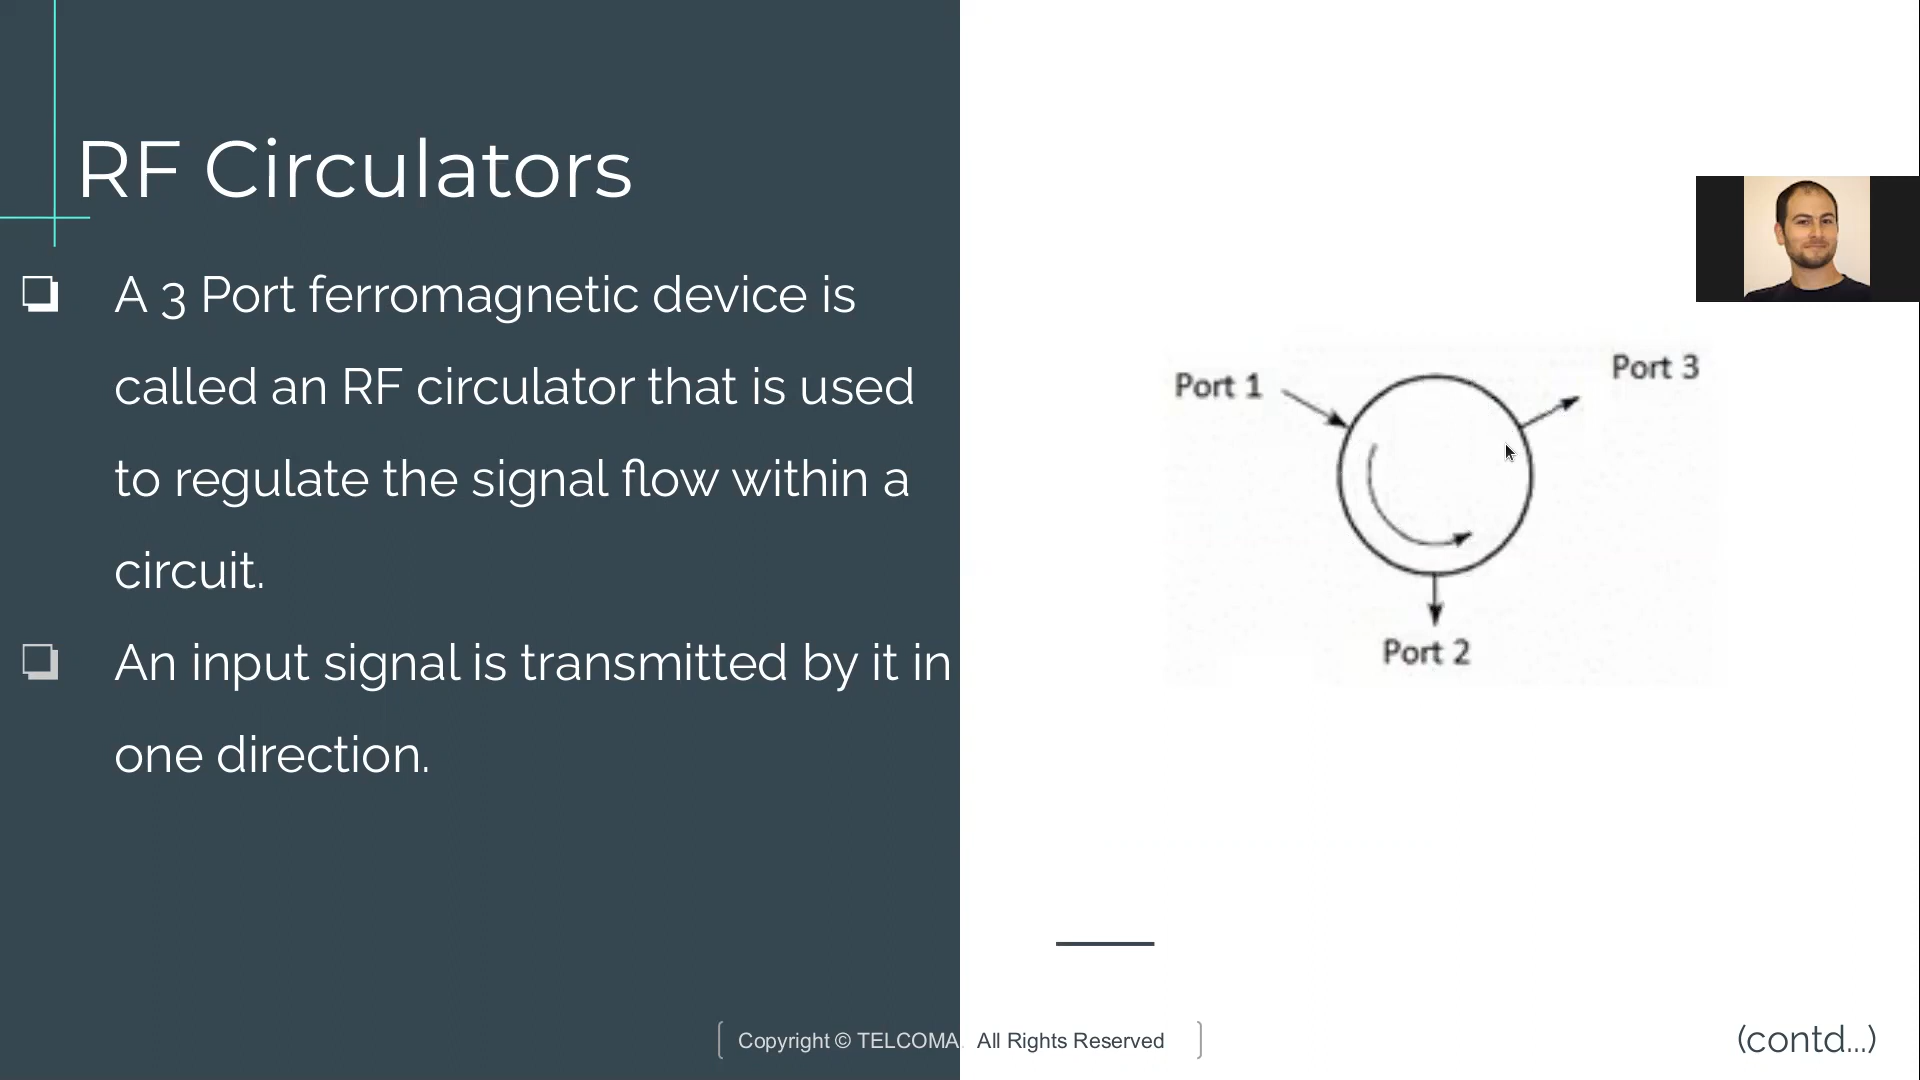 RF Circulators
❏ A 3 Port ferromagnetic device is
called an RF circulator that is used
to regulate the signal flow within a
circuit.
❏ An input signal is transmitted by it in
one direction.
Port 1
Port 3
Port 2
Copyright © TELCOMA. All Rights Reserved
(contd...)